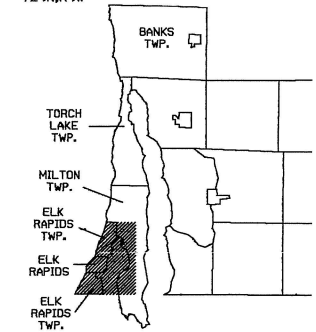 BANKS
TWP.
TORCH
LAKE
TWP.
MILTON
TWP.
ELK
RAPIDS
TWP.
ELK
RAPIDS
ELK
RAPIDS
TWP.